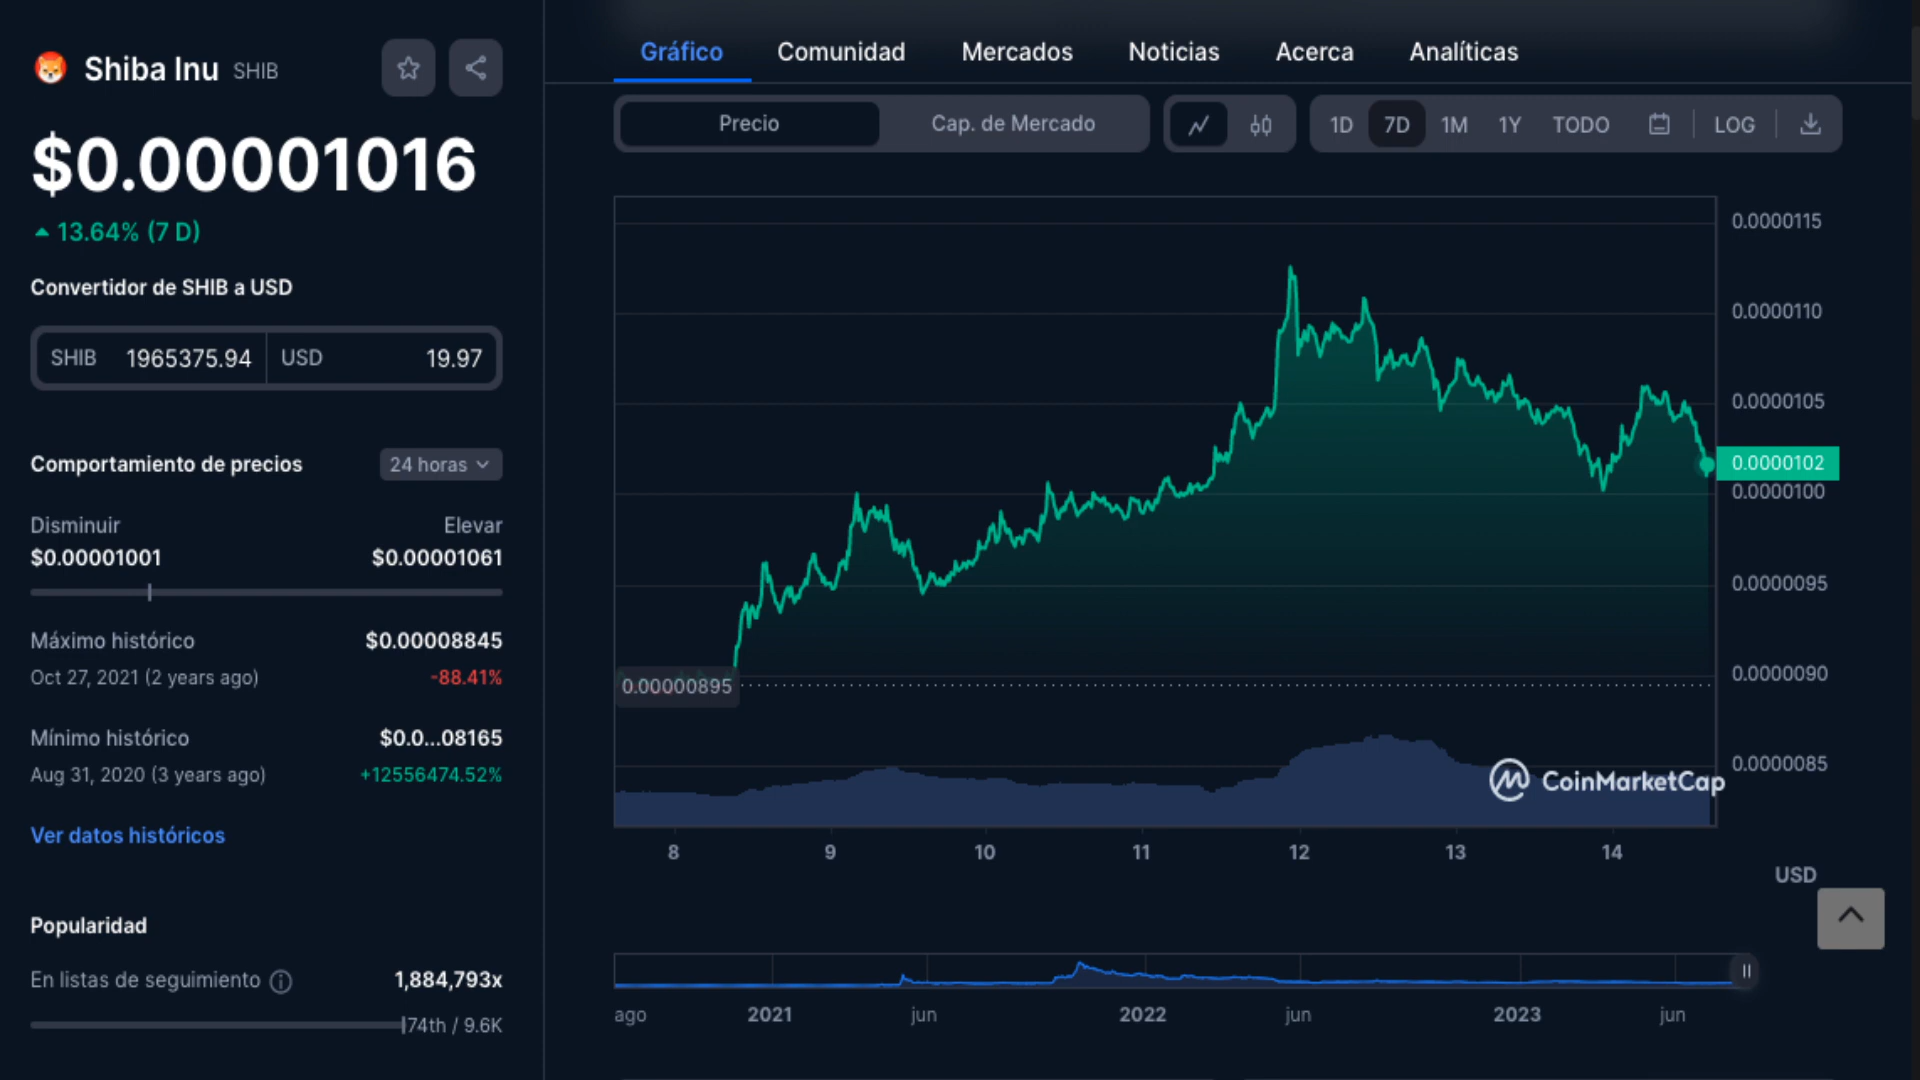 Shiba Inu SHIB
$0.00001016
13.64% (7 D)
Convertidor de SHIB a USD
SHIB 1965375.94 USD 19.97
Comportamiento de precios 24 horas
Disminuir Elevar
$0.00001001 $0.00001061
Máximo histórico $0.00008845
Oct 27, 2021 (2 years ago) -88.41%
Mínimo histórico $0.0...08165
Aug 31, 2020 (3 years ago) +12556474.52%
Ver datos históricos
Popularidad
En listas de seguimiento 1,884,793x
74th / 9.6K
Gráfico Comunidad Mercados Noticias Acerca Analíticas
Precio Cap. de Mercado 1D 7D 1M 1Y TODO LOG
0.0000115
0.0000110
0.0000105
0.0000102
0.0000100
0.0000095
0.0000090
0.00000895
0.0000085
CoinMarketCap
8 9 10 11 12 13 14
USD
ago 2021 jun 2022 jun 2023 jun